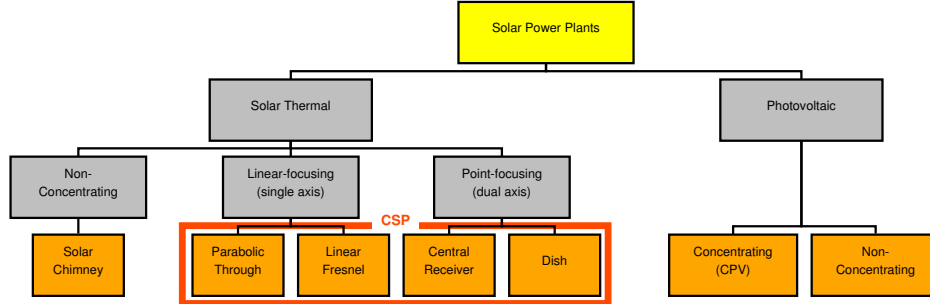 Solar Power Plants
Solar Thermal
Photovoltaic
Non-
Concentrating
Linear-focusing
(single axis)
Point-focusing
(dual axis)
CSP
Solar
Chimney
Parabolic
Through
Linear
Fresnel
Central
Receiver
Dish
Concentrating
(CPV)
Non-
Concentrating